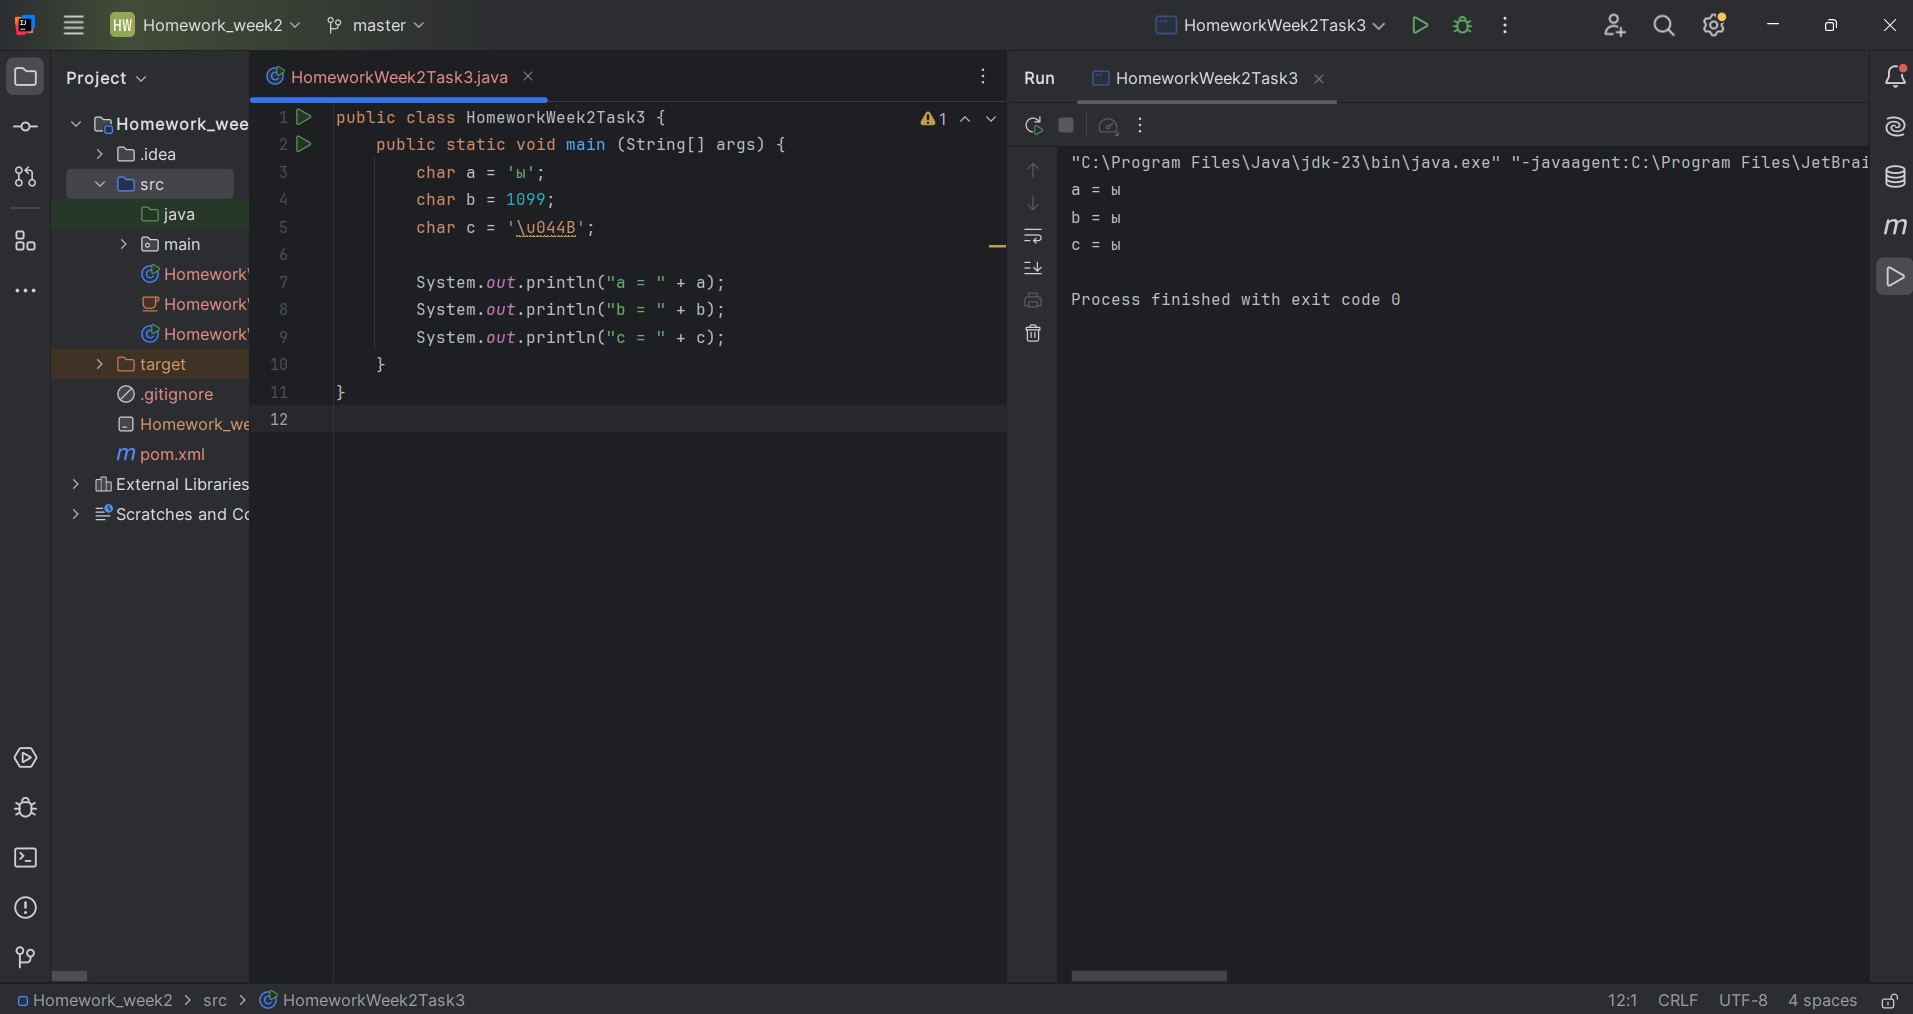 HW Homework_week2 master HomeworkWeek2Task3
Project
Homework_wee
.idea
src
java
main
Homework
Homework
Homework
target
.gitignore
Homework_we
pom.xml
External Libraries
Scratches and Co
HomeworkWeek2Task3.java
1 public class HomeworkWeek2Task3 {
2 public static void main (String[] args) {
3 char a = 'ы';
4 char b = 1099;
5 char c = '\u044B';
6
7 System.out.println("a = " + a);
8 System.out.println("b = " + b);
9 System.out.println("c = " + c);
10 }
11 }
12
1
Run HomeworkWeek2Task3
"C:\Program Files\Java\jdk-23\bin\java.exe" "-javaagent:C:\Program Files\JetBrai
a = ы
b = ы
c = ы
Process finished with exit code 0
Homework_week2 > src > HomeworkWeek2Task3 12:1 CRLF UTF-8 4 spaces